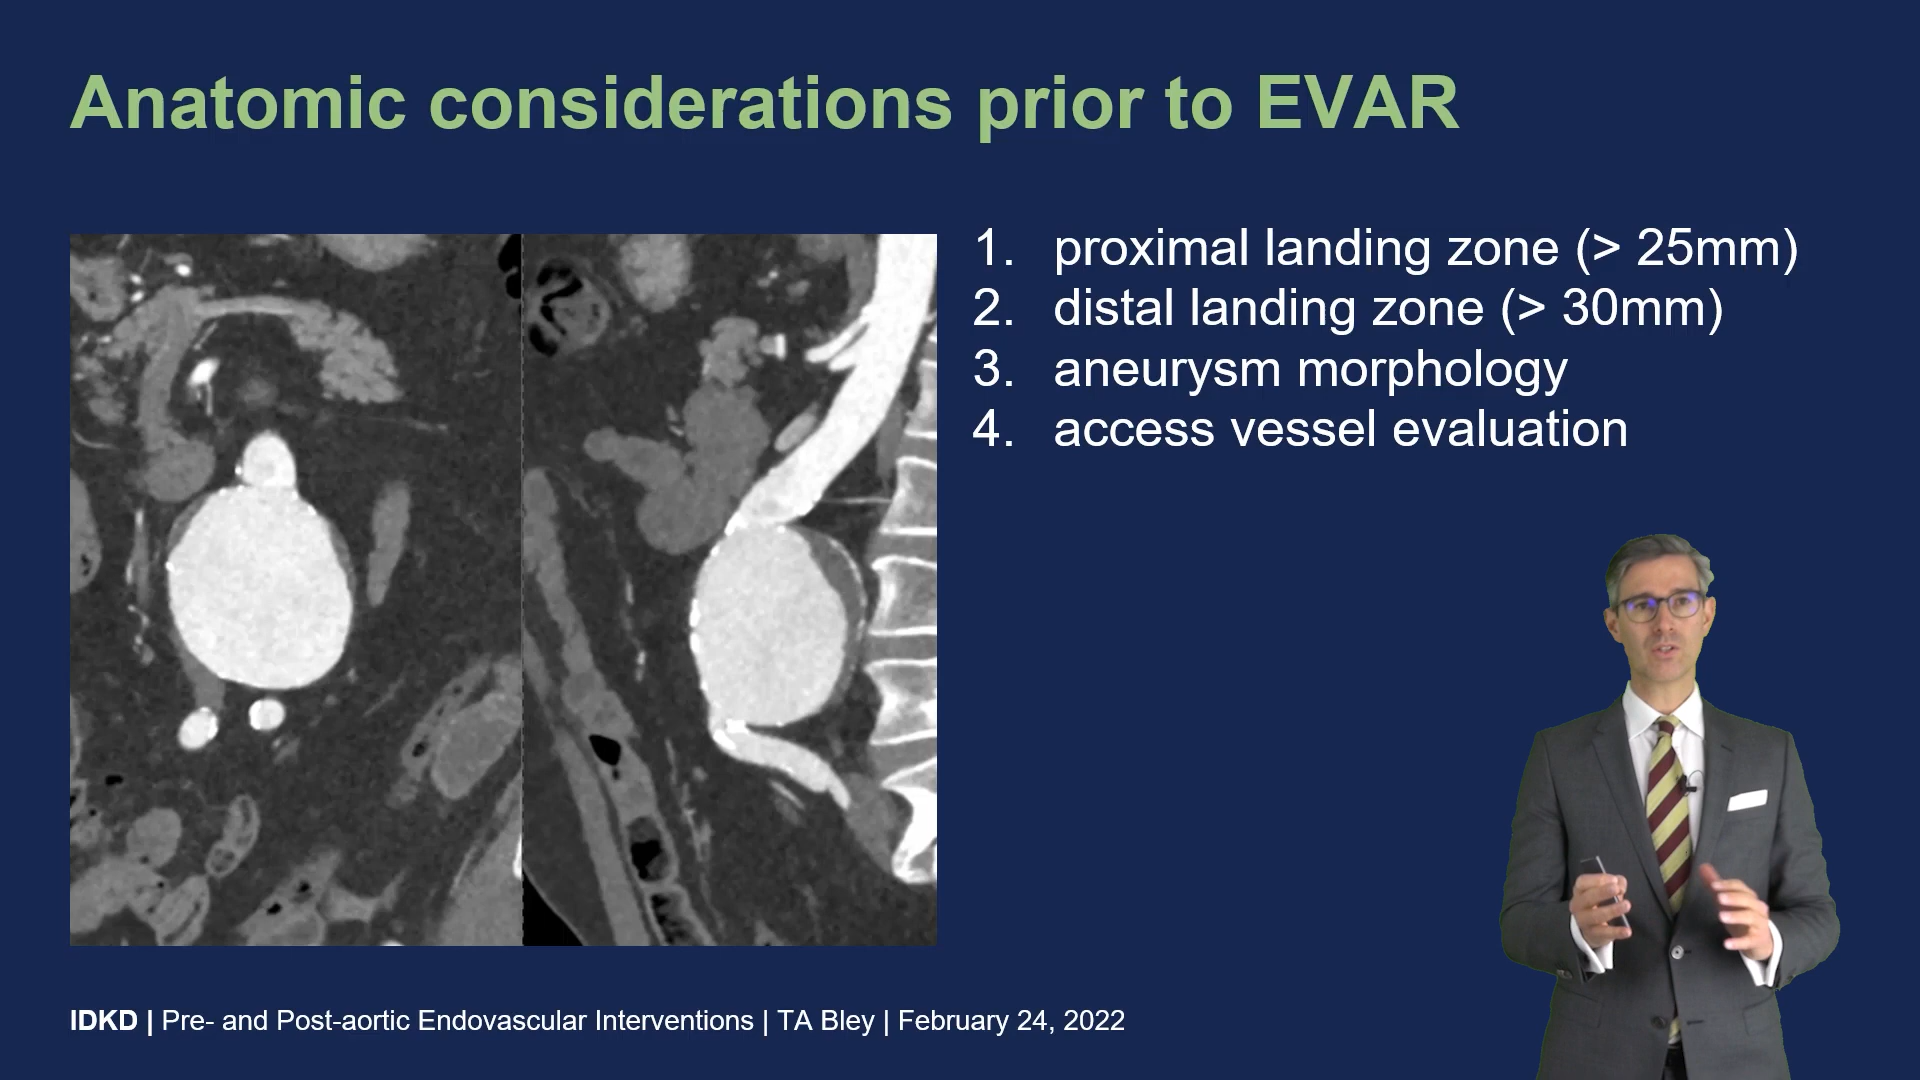 Anatomic considerations prior to EVAR
1. proximal landing zone (> 25mm)
2. distal landing zone (> 30mm)
3. aneurysm morphology
4. access vessel evaluation
IDKD | Pre- and Post-aortic Endovascular Interventions | TA Bley | February 24, 2022